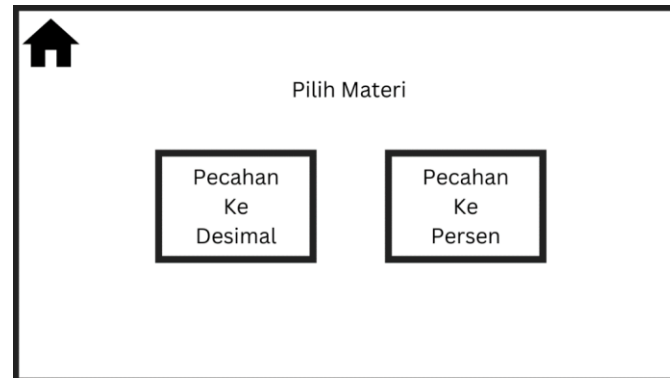 Pilih Materi
Pecahan
Ke
Desimal
Pecahan
Ke
Persen